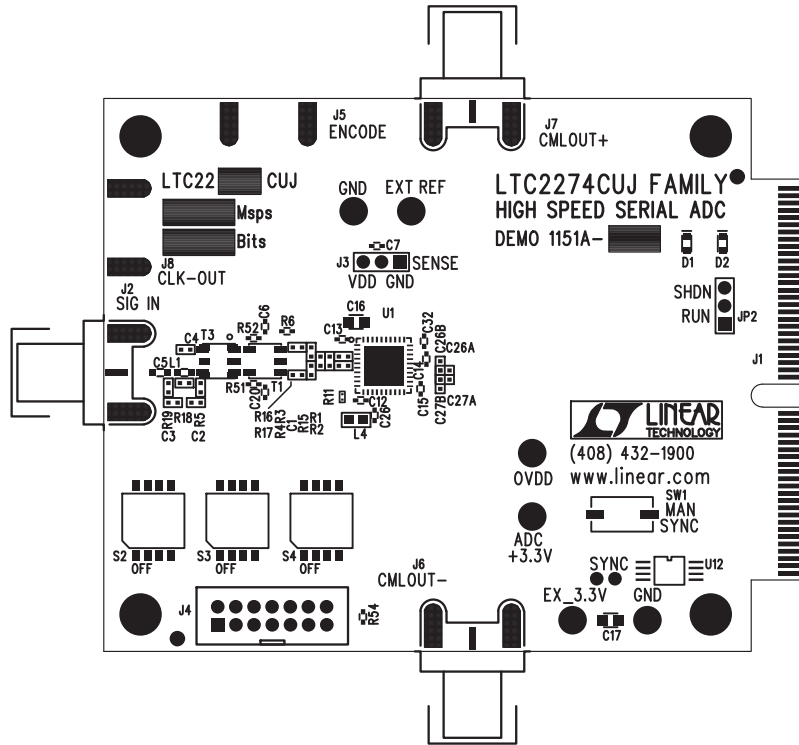 J5
ENCODE
J7
CMLOUT+
LTC22 CUJ
Msps
Bits
J8
CLK-OUT
GND EXT REF
LTC2274CUJ FAMILY
HIGH SPEED SERIAL ADC
DEMO 1151A-
D1 D2
C7
J3 SENSE
VDD GND
SHDN
RUN
JP2
J1
J2
SIG IN
T3
R52
C6
R6
C16
U1
C13
C32
C26B
C26A
C4
C5
L1
C14
R51
C20
T1
R11
C12
C15
C27B
C27A
R19
C3
R18
R5
C2
R16
R17
R3
R4
C1
R15
R1
R2
L4
C26
LINEAR
TECHNOLOGY
(408) 432-1900
www.linear.com
OVDD
SW1
MAN
SYNC
ADC
+3.3V
S2
OFF
S3
OFF
S4
OFF
J6
CMLOUT-
SYNC
U12
EX_3.3V GND
C17
J4
R54